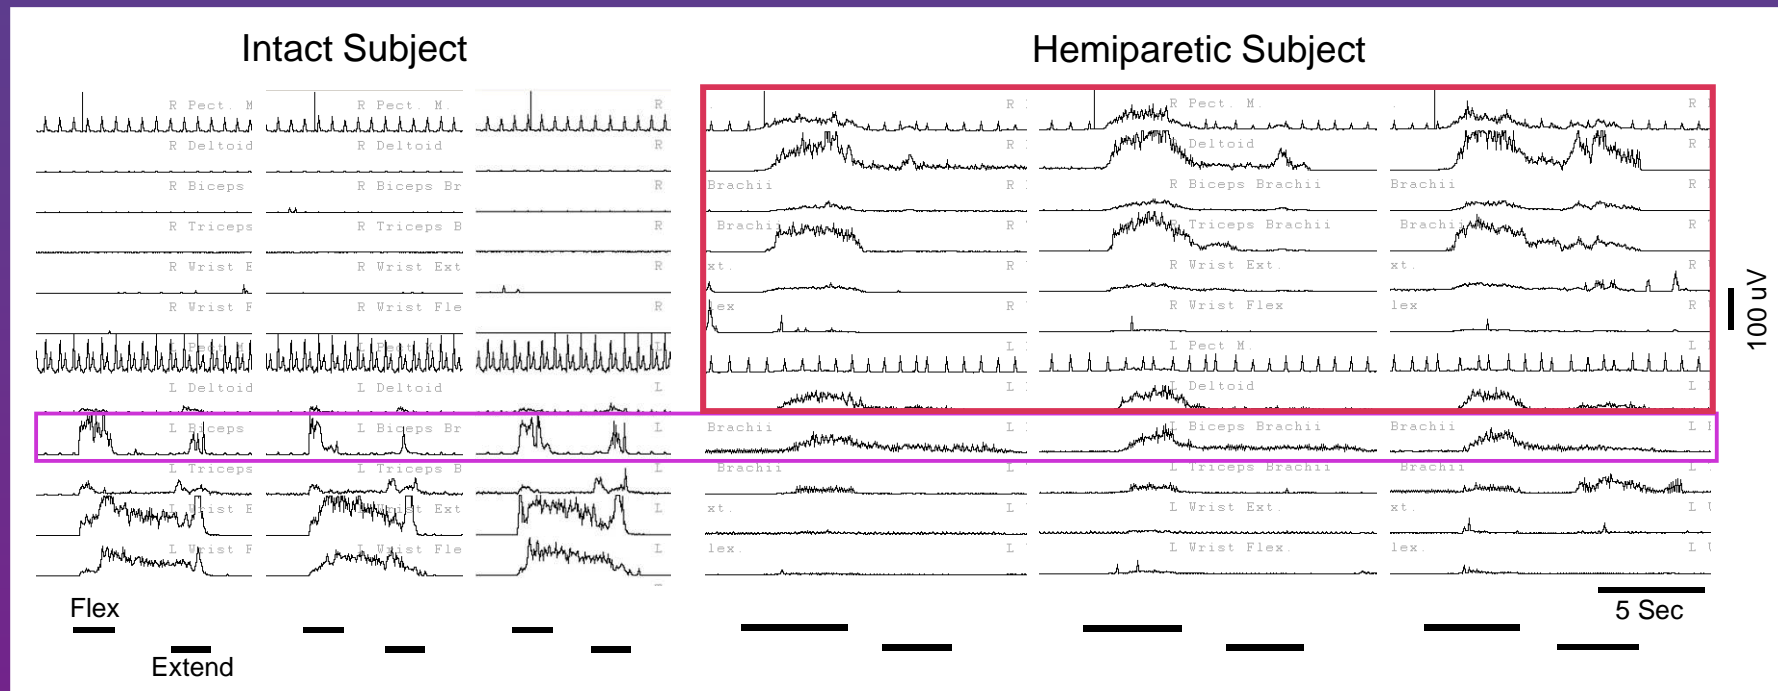 Intact Subject
Hemiparetic Subject
R Pect. M
R Pect. M.
R
R
R Pect. M.
.
R
R Deltoid
R Deltoid
R
R
Deltoid
R
R Biceps
R Biceps Br
R
Brachii
R
R Biceps Brachii
Brachii
R
R Triceps
R Triceps B
R
Brachii
R
R Triceps Brachii
Brachii
R
R Wrist E
R Wrist Ext
R
xt.
R
R Wrist Ext.
xt.
R
R Wrist F
R Wrist Fle
R
lex
R
R Wrist Flex
lex
R
L Pect M
L Pect M.
L
L
L Pect M.
L
L Deltoid
L Deltoid
L
L
L Deltoid
L
L Biceps
L Biceps Br
L
Brachii
L
L Biceps Brachii
Brachii
L
L Triceps
L Triceps B
L
Brachii
L
L Triceps Brachii
Brachii
L
L Wrist E
L Wrist Ext
L
xt.
L
L Wrist Ext.
xt.
L
L Wrist F
L Wrist Fle
L
lex.
L
L Wrist Flex.
lex.
L
100 uV
5 Sec
Flex
Extend